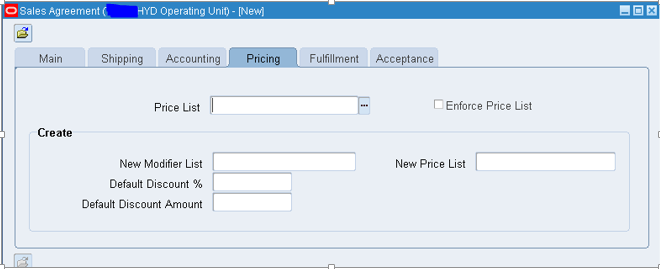 Sales Agreement ( HYD Operating Unit) - [New]
Main Shipping Accounting Pricing Fulfillment Acceptance
Price List Enforce Price List
Create
New Modifier List New Price List
Default Discount %
Default Discount Amount